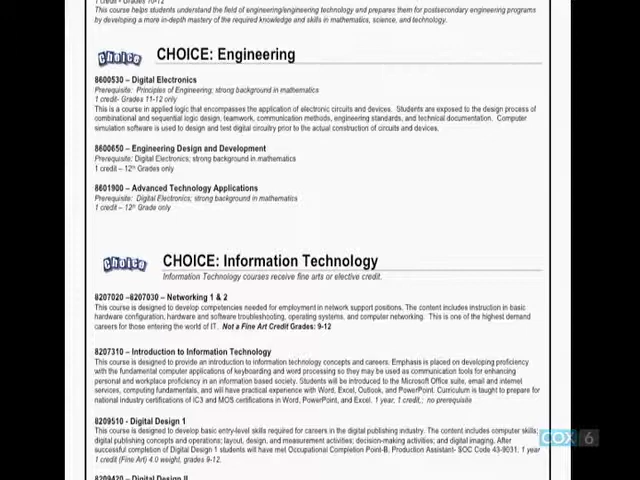 1 credit - Grades 10-12
This course helps students understand the field of engineering/engineering technology and prepares them for postsecondary engineering programs
by developing a more in-depth mastery of the required knowledge and skills in mathematics, science, and technology.
Choice CHOICE: Engineering
8600530 – Digital Electronics
Prerequisite: Principles of Engineering; strong background in mathematics
1 credit- Grades 11-12 only
This is a course in applied logic that encompasses the application of electronic circuits and devices. Students are exposed to the design process of
combinational and sequential logic design, teamwork, communication methods, engineering standards, and technical documentation. Computer
simulation software is used to design and test digital circuitry prior to the actual construction of circuits and devices.
8600650 – Engineering Design and Development
Prerequisite: Digital Electronics; strong background in mathematics
1 credit – 12th Grades only
8601900 – Advanced Technology Applications
Prerequisite: Digital Electronics; strong background in mathematics
1 credit – 12th Grade only
Choice CHOICE: Information Technology
Information Technology courses receive fine arts or elective credit.
8207020 –8207030 – Networking 1 & 2
This course is designed to develop competencies needed for employment in network support positions. The content includes instruction in basic
hardware configuration, hardware and software troubleshooting, operating systems, and computer networking. This is one of the highest demand
careers for those entering the world of IT. Not a Fine Art Credit Grades: 9-12
8207310 – Introduction to Information Technology
This course is designed to provide an introduction to information technology concepts and careers. Emphasis is placed on developing proficiency
with the fundamental computer applications of keyboarding and word processing so they may be used as communication tools for enhancing
personal and workplace proficiency in an information based society. Students will be introduced to the Microsoft Office suite, email and internet
services, computing fundamentals, and will have practical experience with Word, Excel, Outlook, and PowerPoint. Curriculum is taught to prepare for
national Industry certifications of IC3 and MOS certifications in Word, PowerPoint, and Excel. 1 year, 1 credit,; no prerequisite
8209510 - Digital Design 1
This course is designed to develop basic entry-level skills required for careers in the digital publishing industry. The content includes computer skills;
digital publishing concepts and operations; layout, design, and measurement activities; decision-making activities; and digital imaging. After
successful completion of Digital Design 1 students will have met Occupational Completion Point-B, Production Assistant- SOC Code 43-9031. 1 year
1 credit (Fine Art) 4.0 weight, grades 9-12.
8209420 – Digital Design II
COX 6